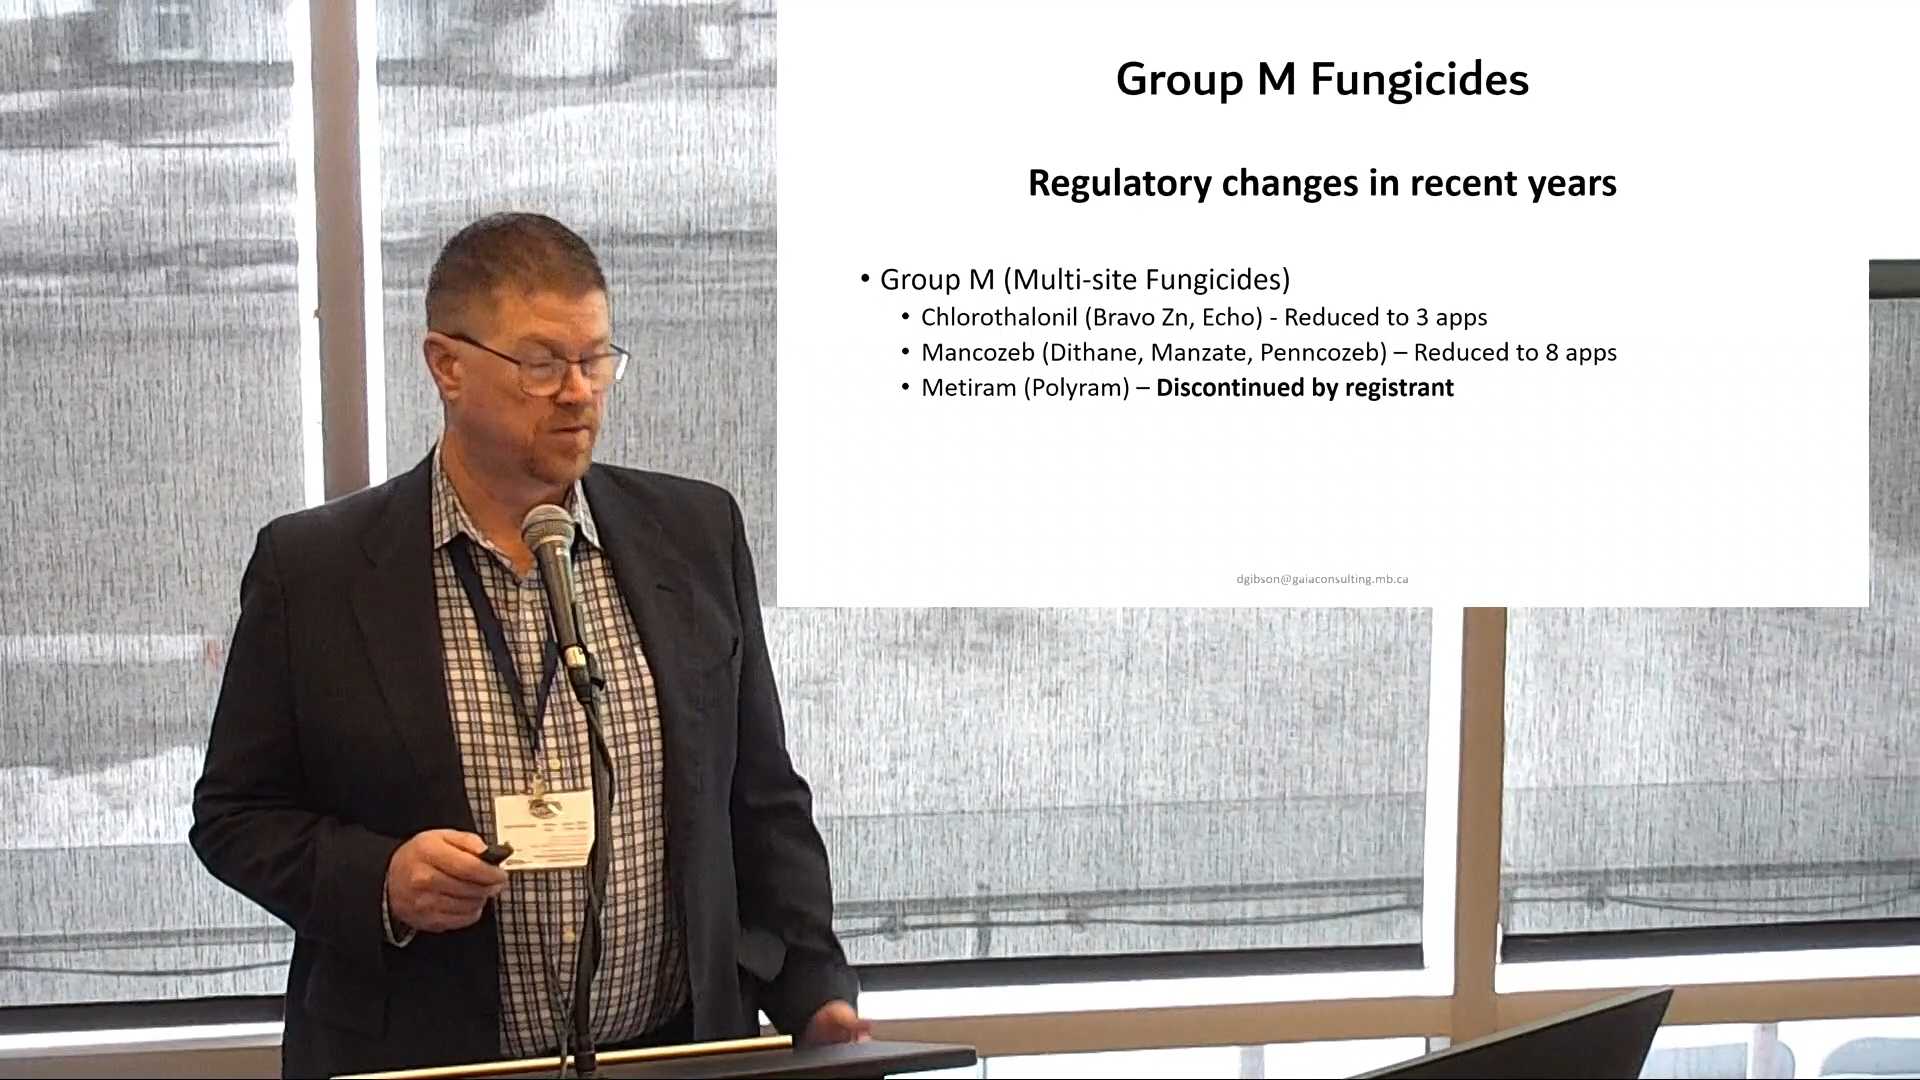 Group M Fungicides
Regulatory changes in recent years
• Group M (Multi-site Fungicides)
• Chlorothalonil (Bravo Zn, Echo) - Reduced to 3 apps
• Mancozeb (Dithane, Manzate, Penncozeb) – Reduced to 8 apps
• Metiram (Polyram) – Discontinued by registrant
dgibson@gaiaconsulting.mb.ca